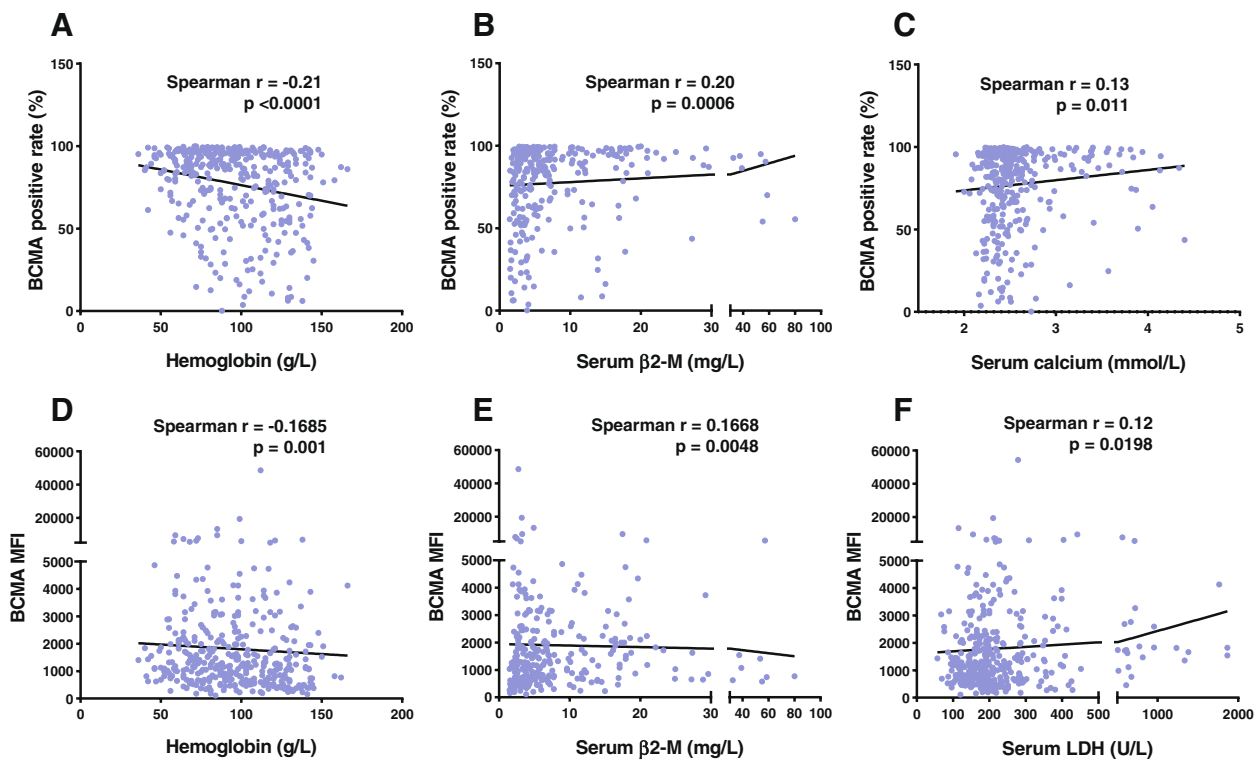 A
Spearman r = -0.21
p <0.0001
BCMA positive rate (%)
150
100
50
0
0 50 100 150 200
Hemoglobin (g/L)
B
Spearman r = 0.20
p = 0.0006
BCMA positive rate (%)
150
100
50
0
0 10 20 30 40 60 80 100
Serum β2-M (mg/L)
C
Spearman r = 0.13
p = 0.011
BCMA positive rate (%)
150
100
50
0
2 3 4 5
Serum calcium (mmol/L)
D
Spearman r = -0.1685
p = 0.001
BCMA MFI
60000
40000
20000
5000
4000
3000
2000
1000
0
0 50 100 150 200
Hemoglobin (g/L)
E
Spearman r = 0.1668
p = 0.0048
BCMA MFI
60000
40000
20000
5000
4000
3000
2000
1000
0
0 10 20 30 40 60 80 100
Serum β2-M (mg/L)
F
Spearman r = 0.12
p = 0.0198
BCMA MFI
60000
40000
20000
5000
4000
3000
2000
1000
0
0 100 200 300 400 500 1000 2000
Serum LDH (U/L)